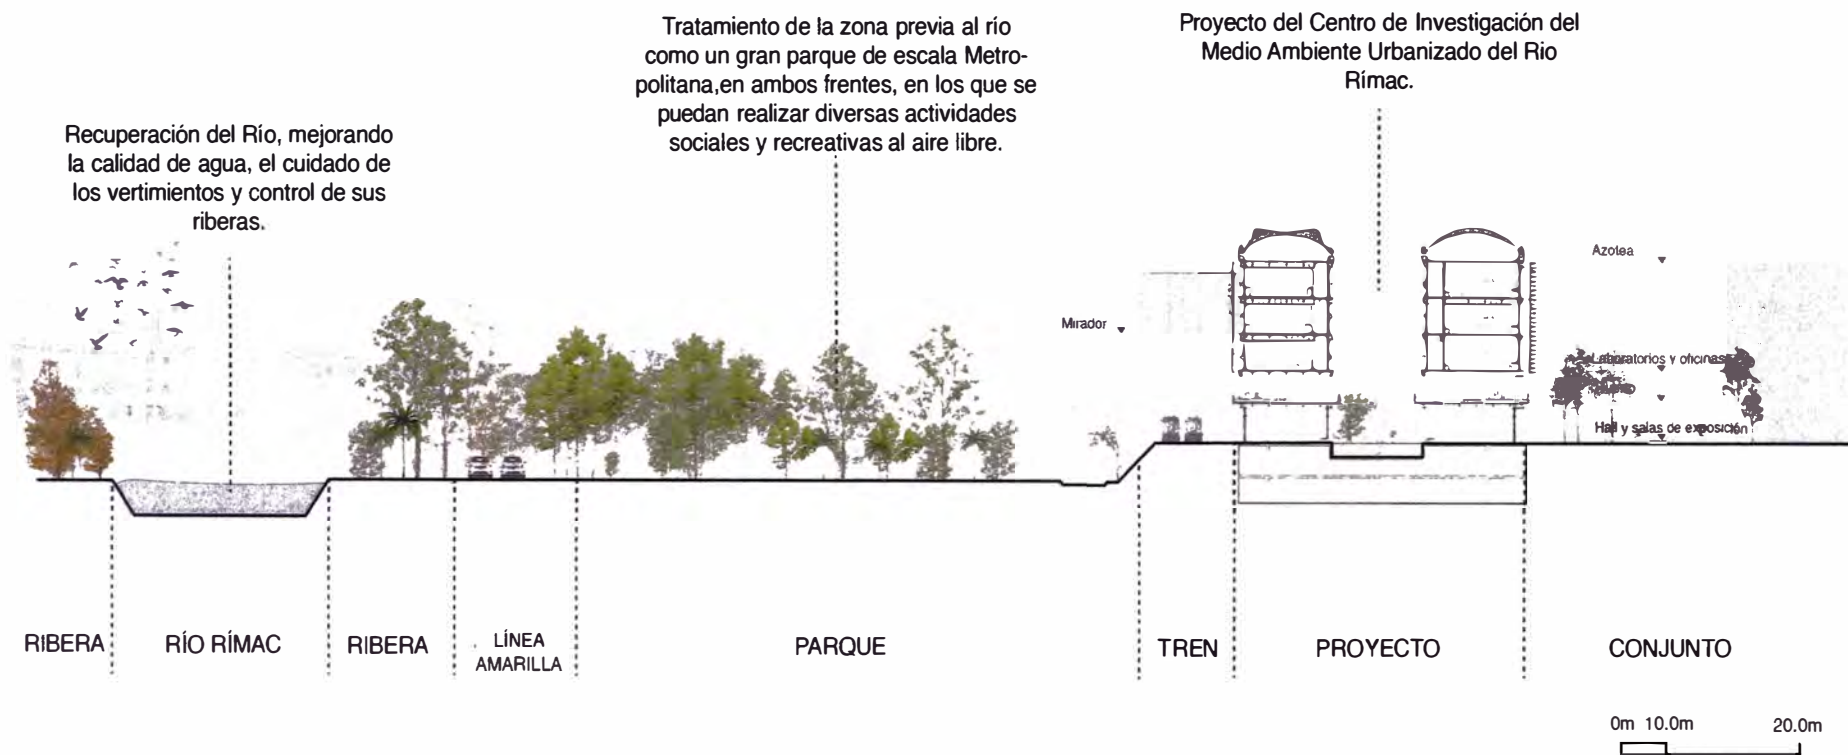 Tratamiento de la zona previa al río
como un gran parque de escala Metro-
politana,en ambos frentes, en los que se
puedan realizar diversas actividades
sociales y recreativas al aire libre.
Proyecto del Centro de Investigación del
Medio Ambiente Urbanizado del Rio
Rímac.
Recuperación del Río, mejorando
la calidad de agua, el cuidado de
los vertimientos y control de sus
riberas.
Azotea
Mirador
Laboratorios y oficinas
Hall y salas de exposición
RIBERA
RÍO RÍMAC
RIBERA
LÍNEA
AMARILLA
PARQUE
TREN
PROYECTO
CONJUNTO
0m 10.0m 20.0m